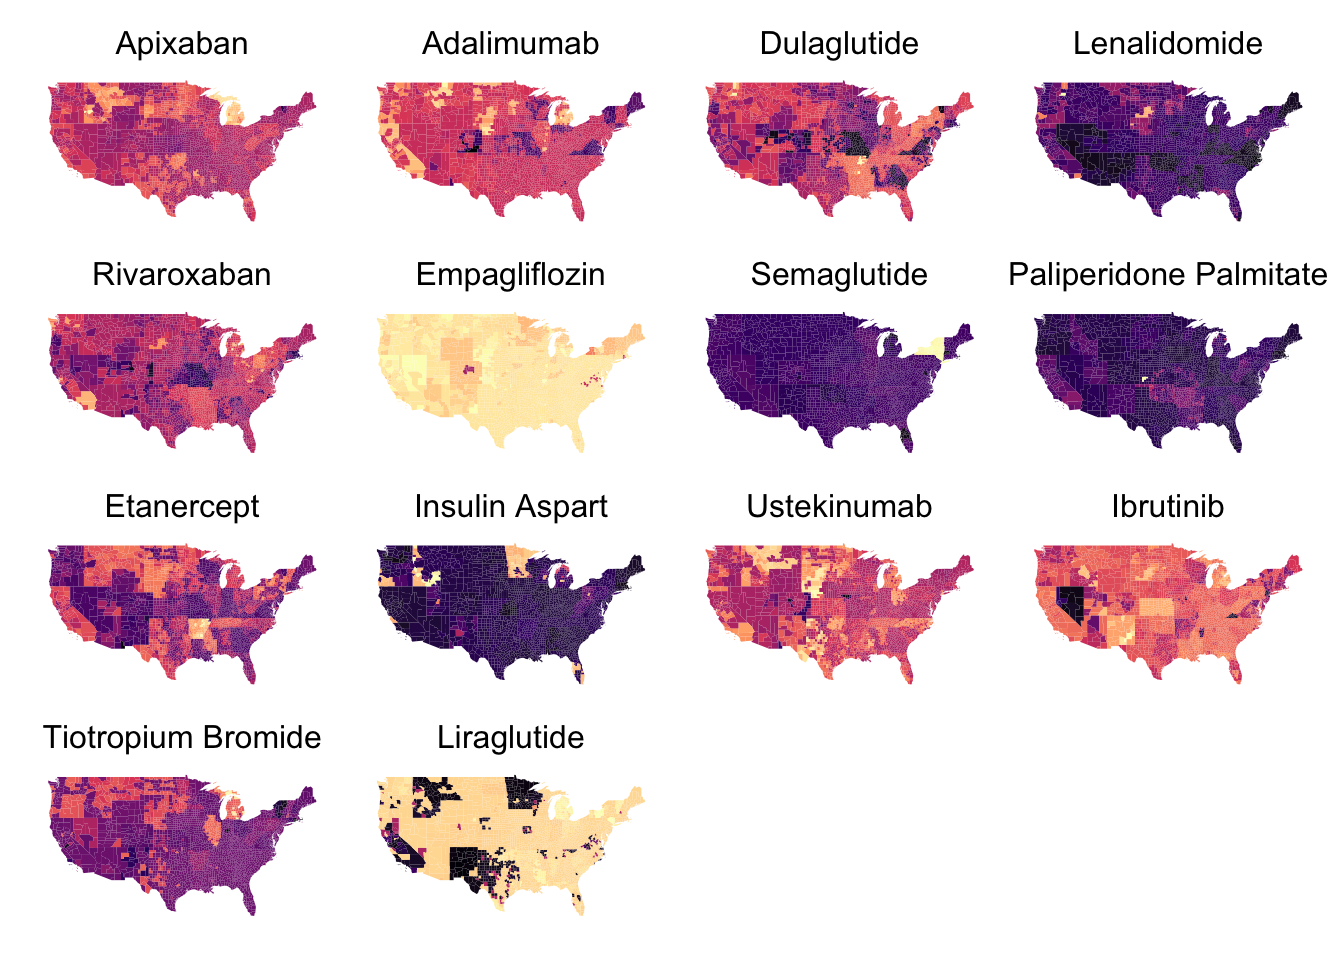 Apixaban
Adalimumab
Dulaglutide
Lenalidomide
Rivaroxaban
Empagliflozin
Semaglutide
Paliperidone Palmitate
Etanercept
Insulin Aspart
Ustekinumab
Ibrutinib
Tiotropium Bromide
Liraglutide